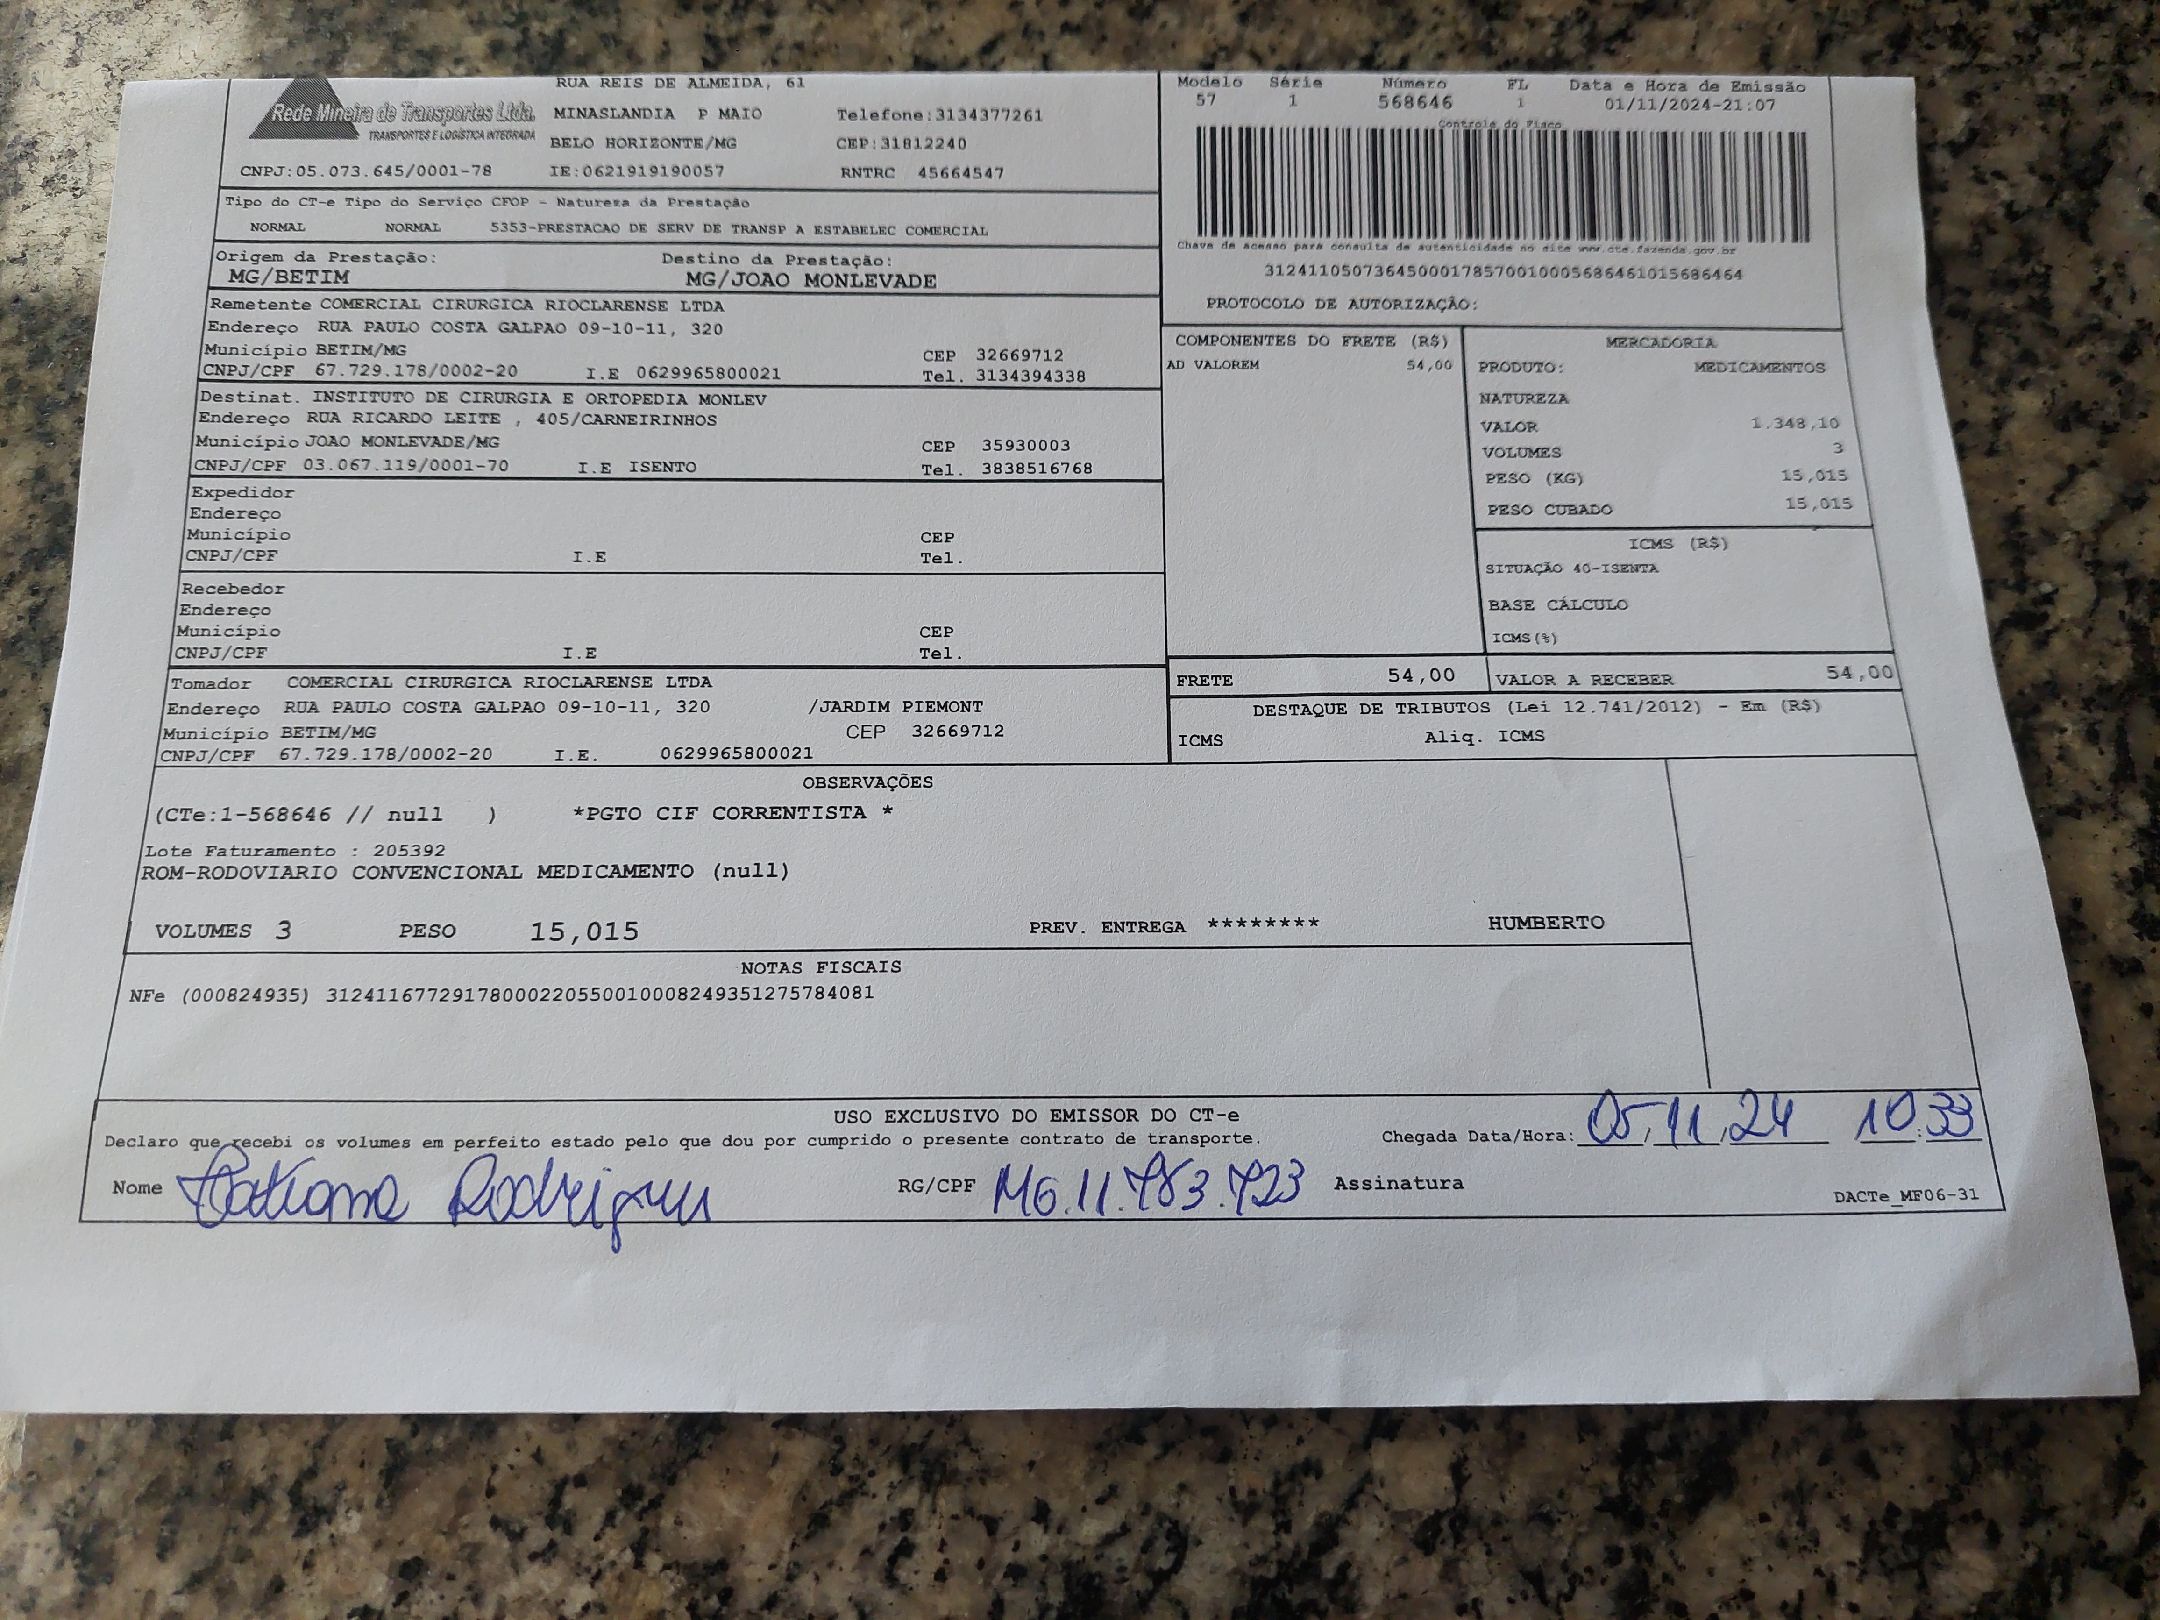 Rede Mineira de Transportes Ltda.
TRANSPORTES E LOGÍSTICA INTEGRADA
RUA REIS DE ALMEIDA, 61
MINASLANDIA P MAIO Telefone:3134377261
BELO HORIZONTE/MG CEP:31812240
CNPJ:05.073.645/0001-78 IE:0621919190057 RNTRC 45664547
Modelo Série Número FL Data e Hora de Emissão
57 1 568646 1 01/11/2024-21:07
Controle do Fisco
Chave de acesso para consulta de autenticidade no site www.cte.fazenda.gov.br
31241105073645000178570010005686461015686464
PROTOCOLO DE AUTORIZAÇÃO:
Tipo do CT-e Tipo do Serviço CFOP - Natureza da Prestação
NORMAL NORMAL 5353-PRESTACAO DE SERV DE TRANSP A ESTABELEC COMERCIAL
Origem da Prestação: Destino da Prestação:
MG/BETIM MG/JOAO MONLEVADE
Remetente COMERCIAL CIRURGICA RIOCLARENSE LTDA
Endereço RUA PAULO COSTA GALPAO 09-10-11, 320
Município BETIM/MG CEP 32669712
CNPJ/CPF 67.729.178/0002-20 I.E 0629965800021 Tel. 3134394338
Destinat. INSTITUTO DE CIRURGIA E ORTOPEDIA MONLEV
Endereço RUA RICARDO LEITE , 405/CARNEIRINHOS
Município JOAO MONLEVADE/MG CEP 35930003
CNPJ/CPF 03.067.119/0001-70 I.E ISENTO Tel. 3838516768
Expedidor
Endereço
Município CEP
CNPJ/CPF I.E Tel.
Recebedor
Endereço
Município CEP
CNPJ/CPF I.E Tel.
Tomador COMERCIAL CIRURGICA RIOCLARENSE LTDA
Endereço RUA PAULO COSTA GALPAO 09-10-11, 320 /JARDIM PIEMONT
Município BETIM/MG CEP 32669712
CNPJ/CPF 67.729.178/0002-20 I.E. 0629965800021
COMPONENTES DO FRETE (R$)
AD VALOREM 54,00
MERCADORIA
PRODUTO: MEDICAMENTOS
NATUREZA
VALOR 1.348,10
VOLUMES 3
PESO (KG) 15,015
PESO CUBADO 15,015
ICMS (R$)
SITUAÇÃO 40-ISENTA
BASE CÁLCULO
ICMS(%)
FRETE 54,00 VALOR A RECEBER 54,00
DESTAQUE DE TRIBUTOS (Lei 12.741/2012) - Em (R$)
ICMS Aliq. ICMS
OBSERVAÇÕES
(CTe:1-568646 // null ) *PGTO CIF CORRENTISTA *
Lote Faturamento : 205392
ROM-RODOVIARIO CONVENCIONAL MEDICAMENTO (null)
VOLUMES 3 PESO 15,015 PREV. ENTREGA ******** HUMBERTO
NOTAS FISCAIS
NFe (000824935) 31241167729178000220550010008249351275784081
USO EXCLUSIVO DO EMISSOR DO CT-e
Declaro que recebi os volumes em perfeito estado pelo que dou por cumprido o presente contrato de transporte. Chegada Data/Hora: 05/11/24 10:33
Nome Tatiana Rodrigues RG/CPF MG.11.783.723 Assinatura
DACTe_MF06-31